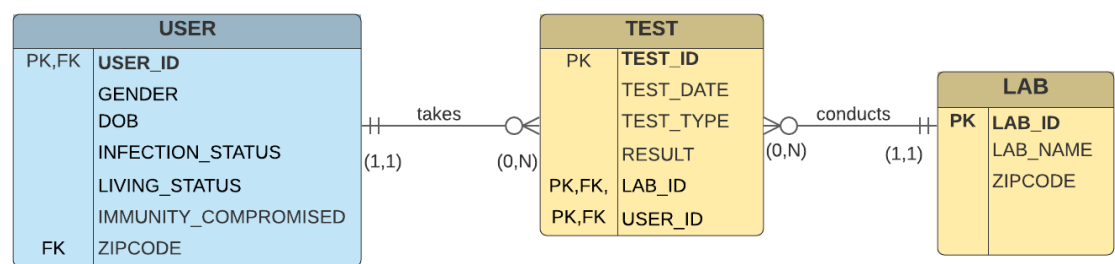 USER
PK,FK USER_ID
GENDER
DOB
INFECTION_STATUS
LIVING_STATUS
IMMUNITY_COMPROMISED
FK ZIPCODE
takes
(1,1)
(0,N)
TEST
PK TEST_ID
TEST_DATE
TEST_TYPE
RESULT
PK,FK, LAB_ID
PK,FK USER_ID
conducts
(0,N)
(1,1)
LAB
PK LAB_ID
LAB_NAME
ZIPCODE